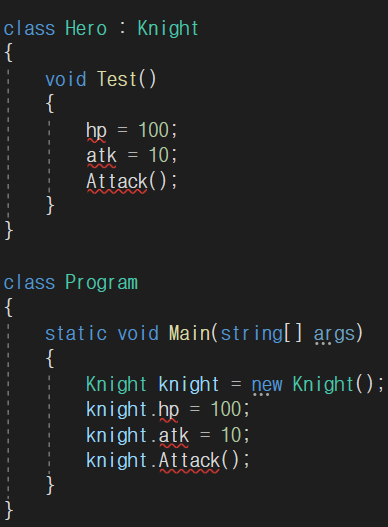 class Hero : Knight
{
void Test()
{
hp = 100;
atk = 10;
Attack();
}
}
class Program
{
static void Main(string[] args)
{
Knight knight = new Knight();
knight.hp = 100;
knight.atk = 10;
knight.Attack();
}
}